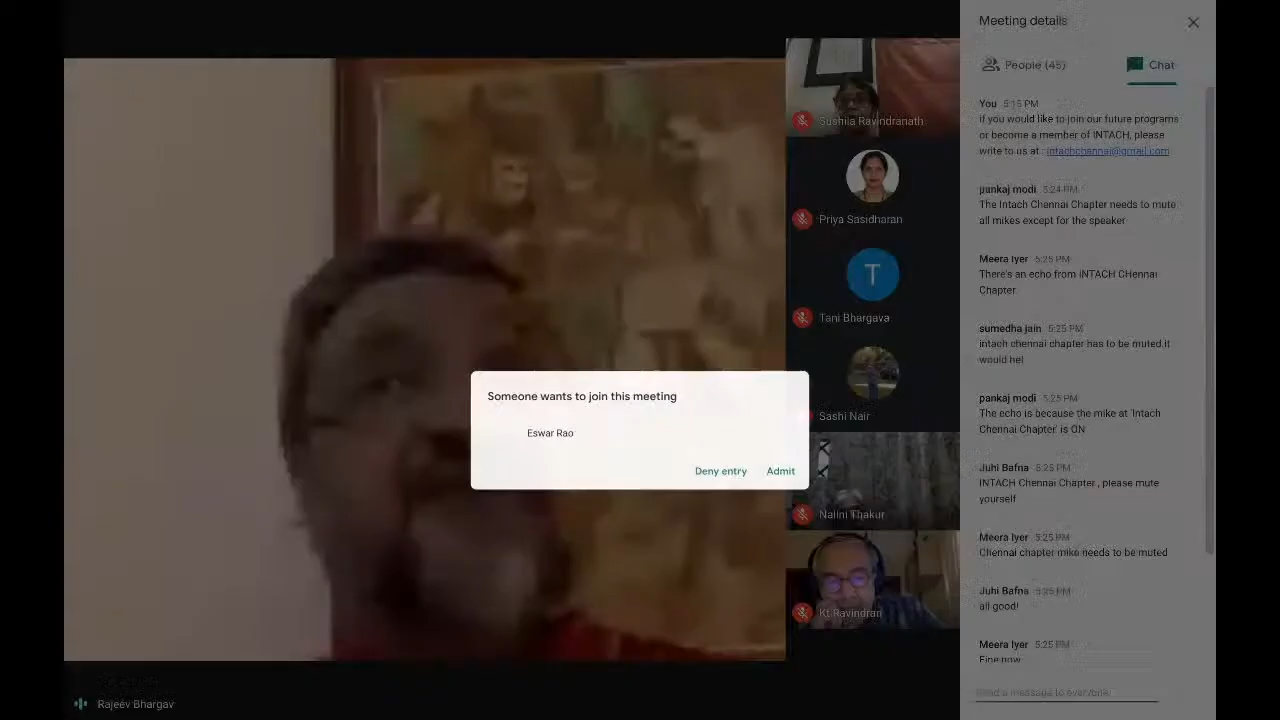 Meeting details
People (45)
Chat
You 5:15 PM
If you would like to join our future programs
or become a member of INTACH, please
write to us at : intachchennai@gmail.com
pankaj modi 5:24 PM
The Intach Chennai Chapter needs to mute
all mikes except for the speaker
Meera Iyer 5:25 PM
There's an echo from INTACH CHennai
Chapter
sumedha jain 5:25 PM
intach chennai chapter has to be muted.it
would hel
pankaj modi 5:25 PM
The echo is because the mike at 'Intach
Chennai Chapter' is ON
Juhi Bafna 5:25 PM
INTACH Chennai Chapter , please mute
yourself
Meera Iyer 5:25 PM
Chennai chapter mike needs to be muted
Juhi Bafna 5:25 PM
all good!
Meera Iyer 5:25 PM
Fine now
Send a message to everyone
Sushila Ravindranath
Priya Sasidharan
T
Tani Bhargava
Sashi Nair
Nalini Thakur
Kt Ravindran
Someone wants to join this meeting
Eswar Rao
Deny entry
Admit
Rajeev Bhargav